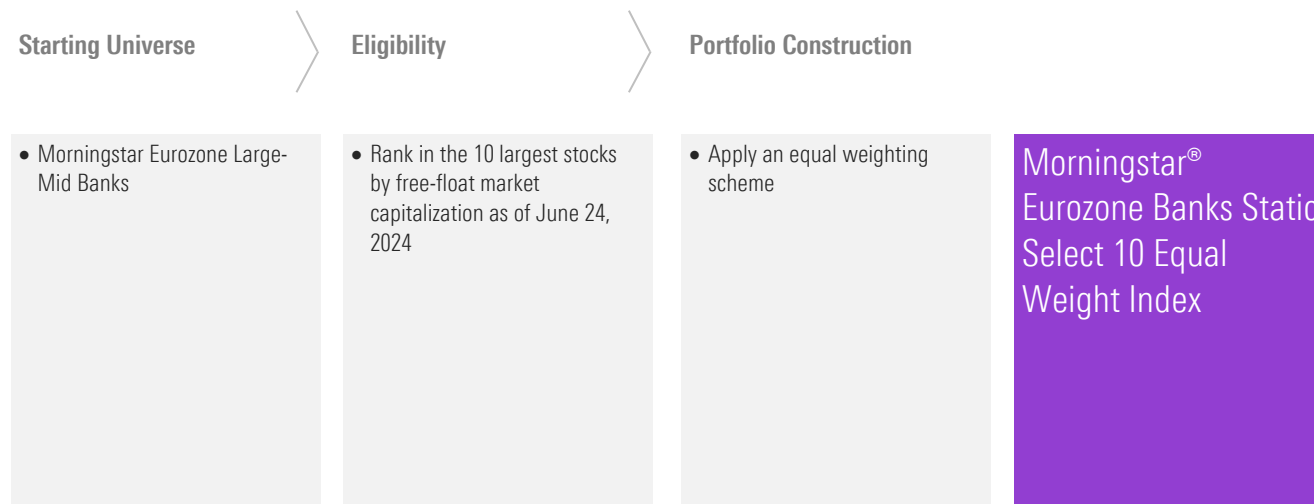 Starting Universe
Eligibility
Portfolio Construction
• Morningstar Eurozone Large-
Mid Banks
• Rank in the 10 largest stocks
by free-float market
capitalization as of June 24,
2024
• Apply an equal weighting
scheme
Morningstar®
Eurozone Banks Static
Select 10 Equal
Weight Index